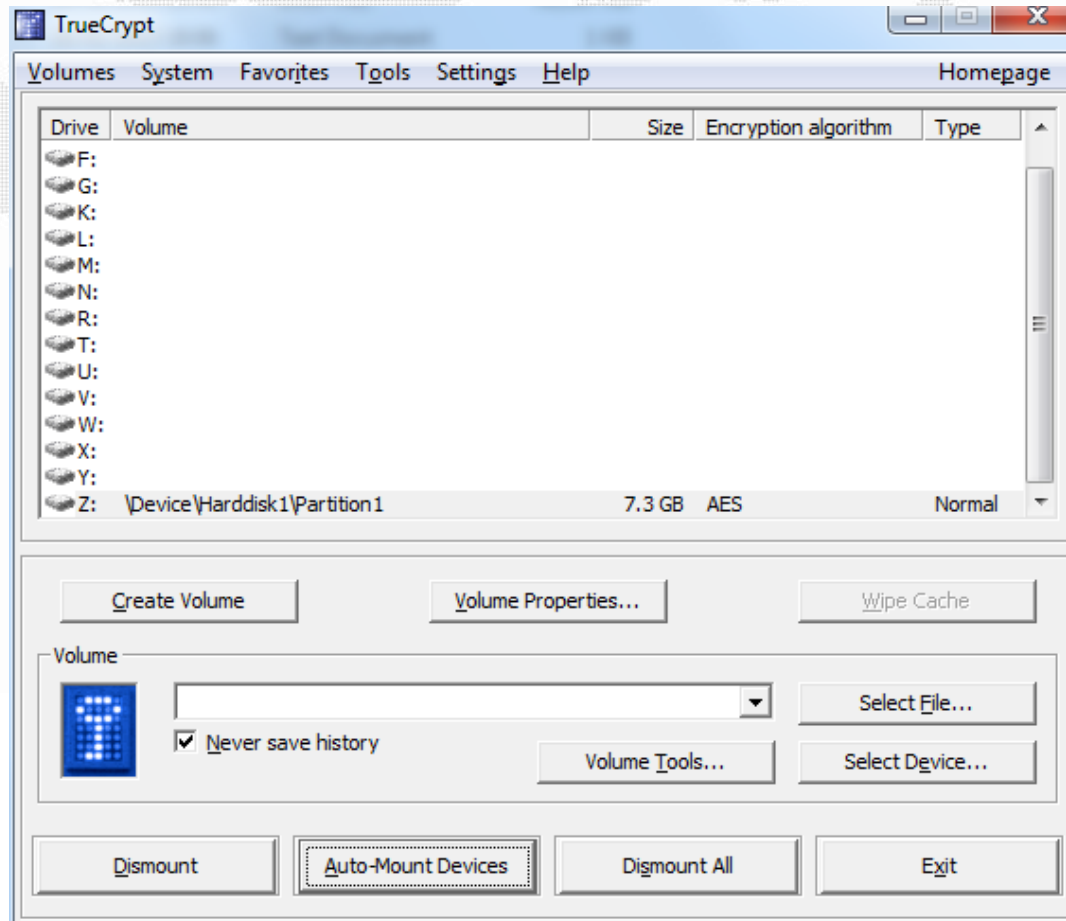 TrueCrypt
Volumes System Favorites Tools Settings Help Homepage
Drive Volume Size Encryption algorithm Type
F:
G:
K:
L:
M:
N:
R:
T:
U:
V:
W:
X:
Y:
Z: \Device\Harddisk1\Partition1 7.3 GB AES Normal
Create Volume Volume Properties... Wipe Cache
Volume
Select File...
Never save history
Volume Tools... Select Device...
Dismount Auto-Mount Devices Dismount All Exit